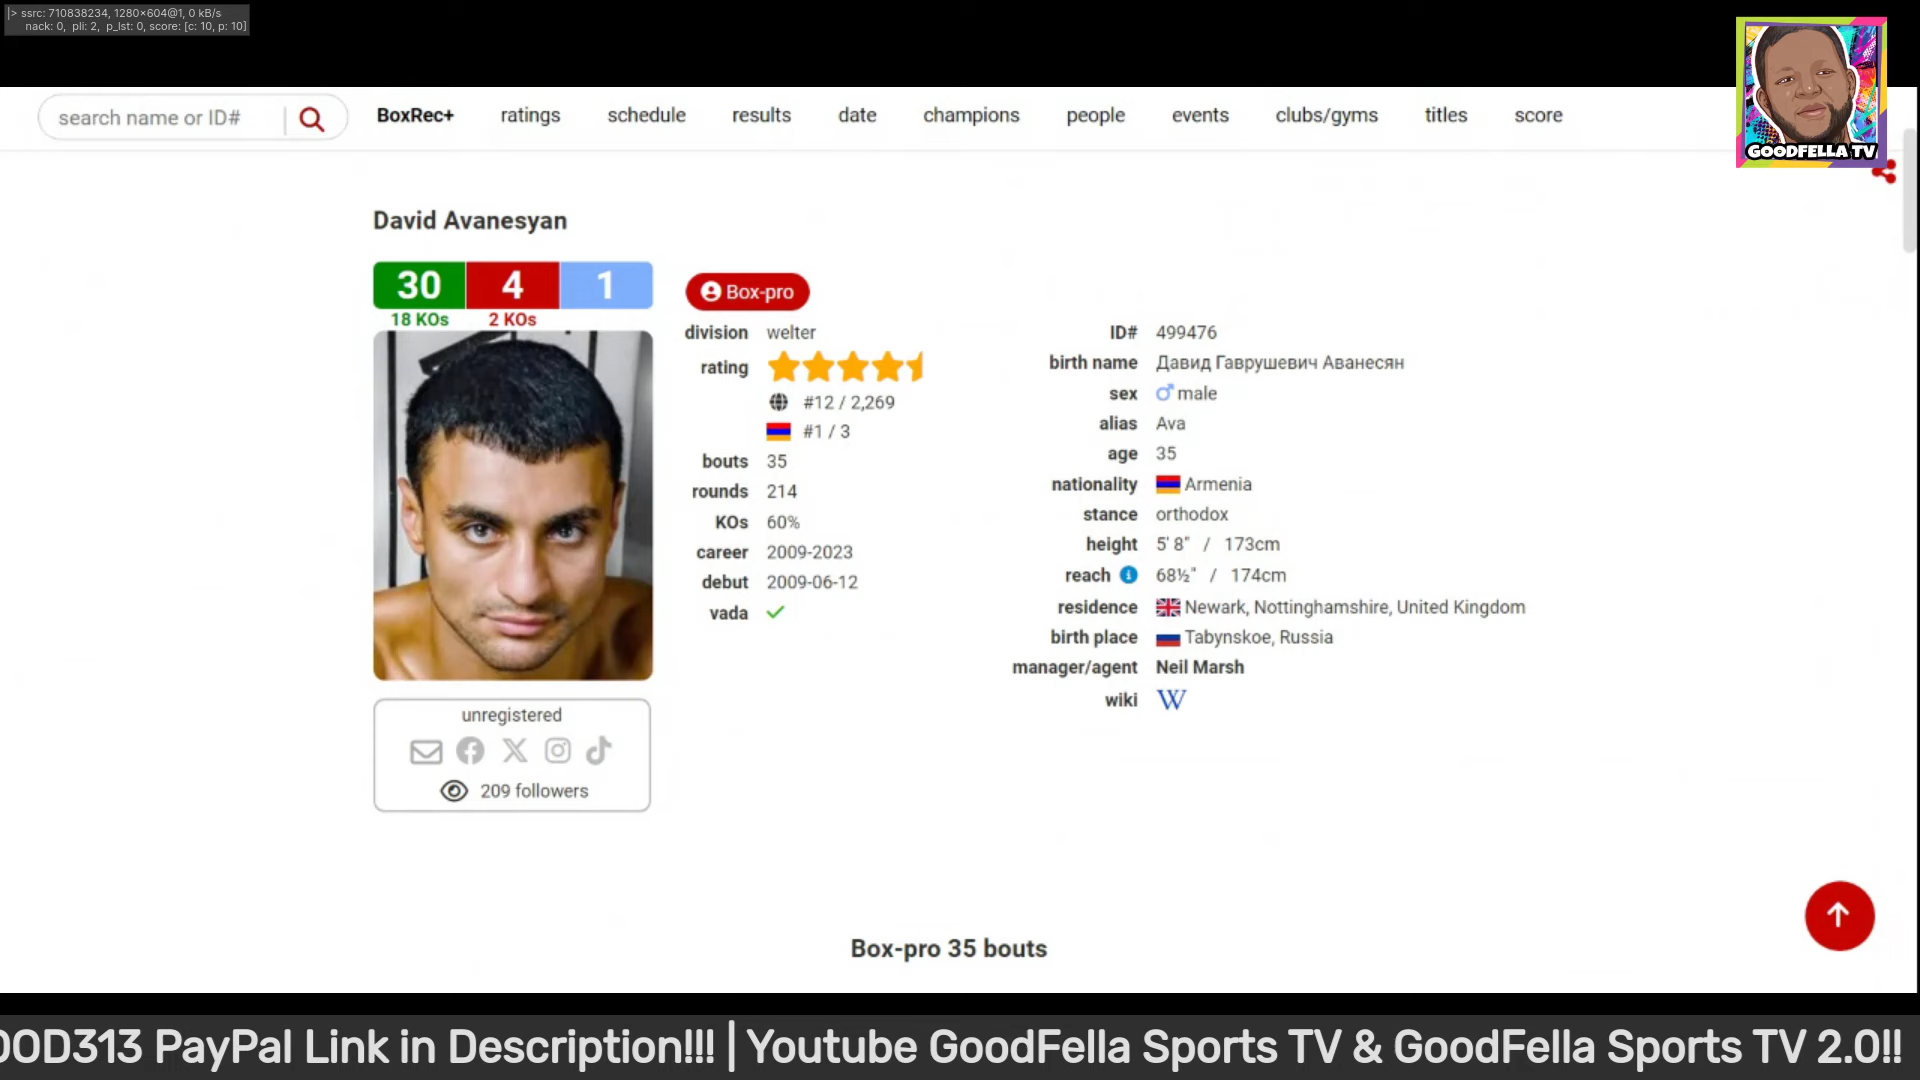 |> ssrc: 710838234, 1280×604@1, 0 kB/s
nack: 0, pli: 2, p_lst: 0, score: [c: 10, p: 10]
GOODFELLA TV
search name or ID#
BoxRec+ ratings schedule results date champions people events clubs/gyms titles score
David Avanesyan
30 4 1
18 KOs 2 KOs
Box-pro
division welter
rating
#12 / 2,269
#1 / 3
bouts 35
rounds 214
KOs 60%
career 2009-2023
debut 2009-06-12
vada
ID# 499476
birth name Давид Гаврушевич Аванесян
sex male
alias Ava
age 35
nationality Armenia
stance orthodox
height 5' 8" / 173cm
reach 68½" / 174cm
residence Newark, Nottinghamshire, United Kingdom
birth place Tabynskoe, Russia
manager/agent Neil Marsh
wiki W
unregistered
209 followers
Box-pro 35 bouts
OOD313 PayPal Link in Description!!! | Youtube GoodFella Sports TV & GoodFella Sports TV 2.0!!